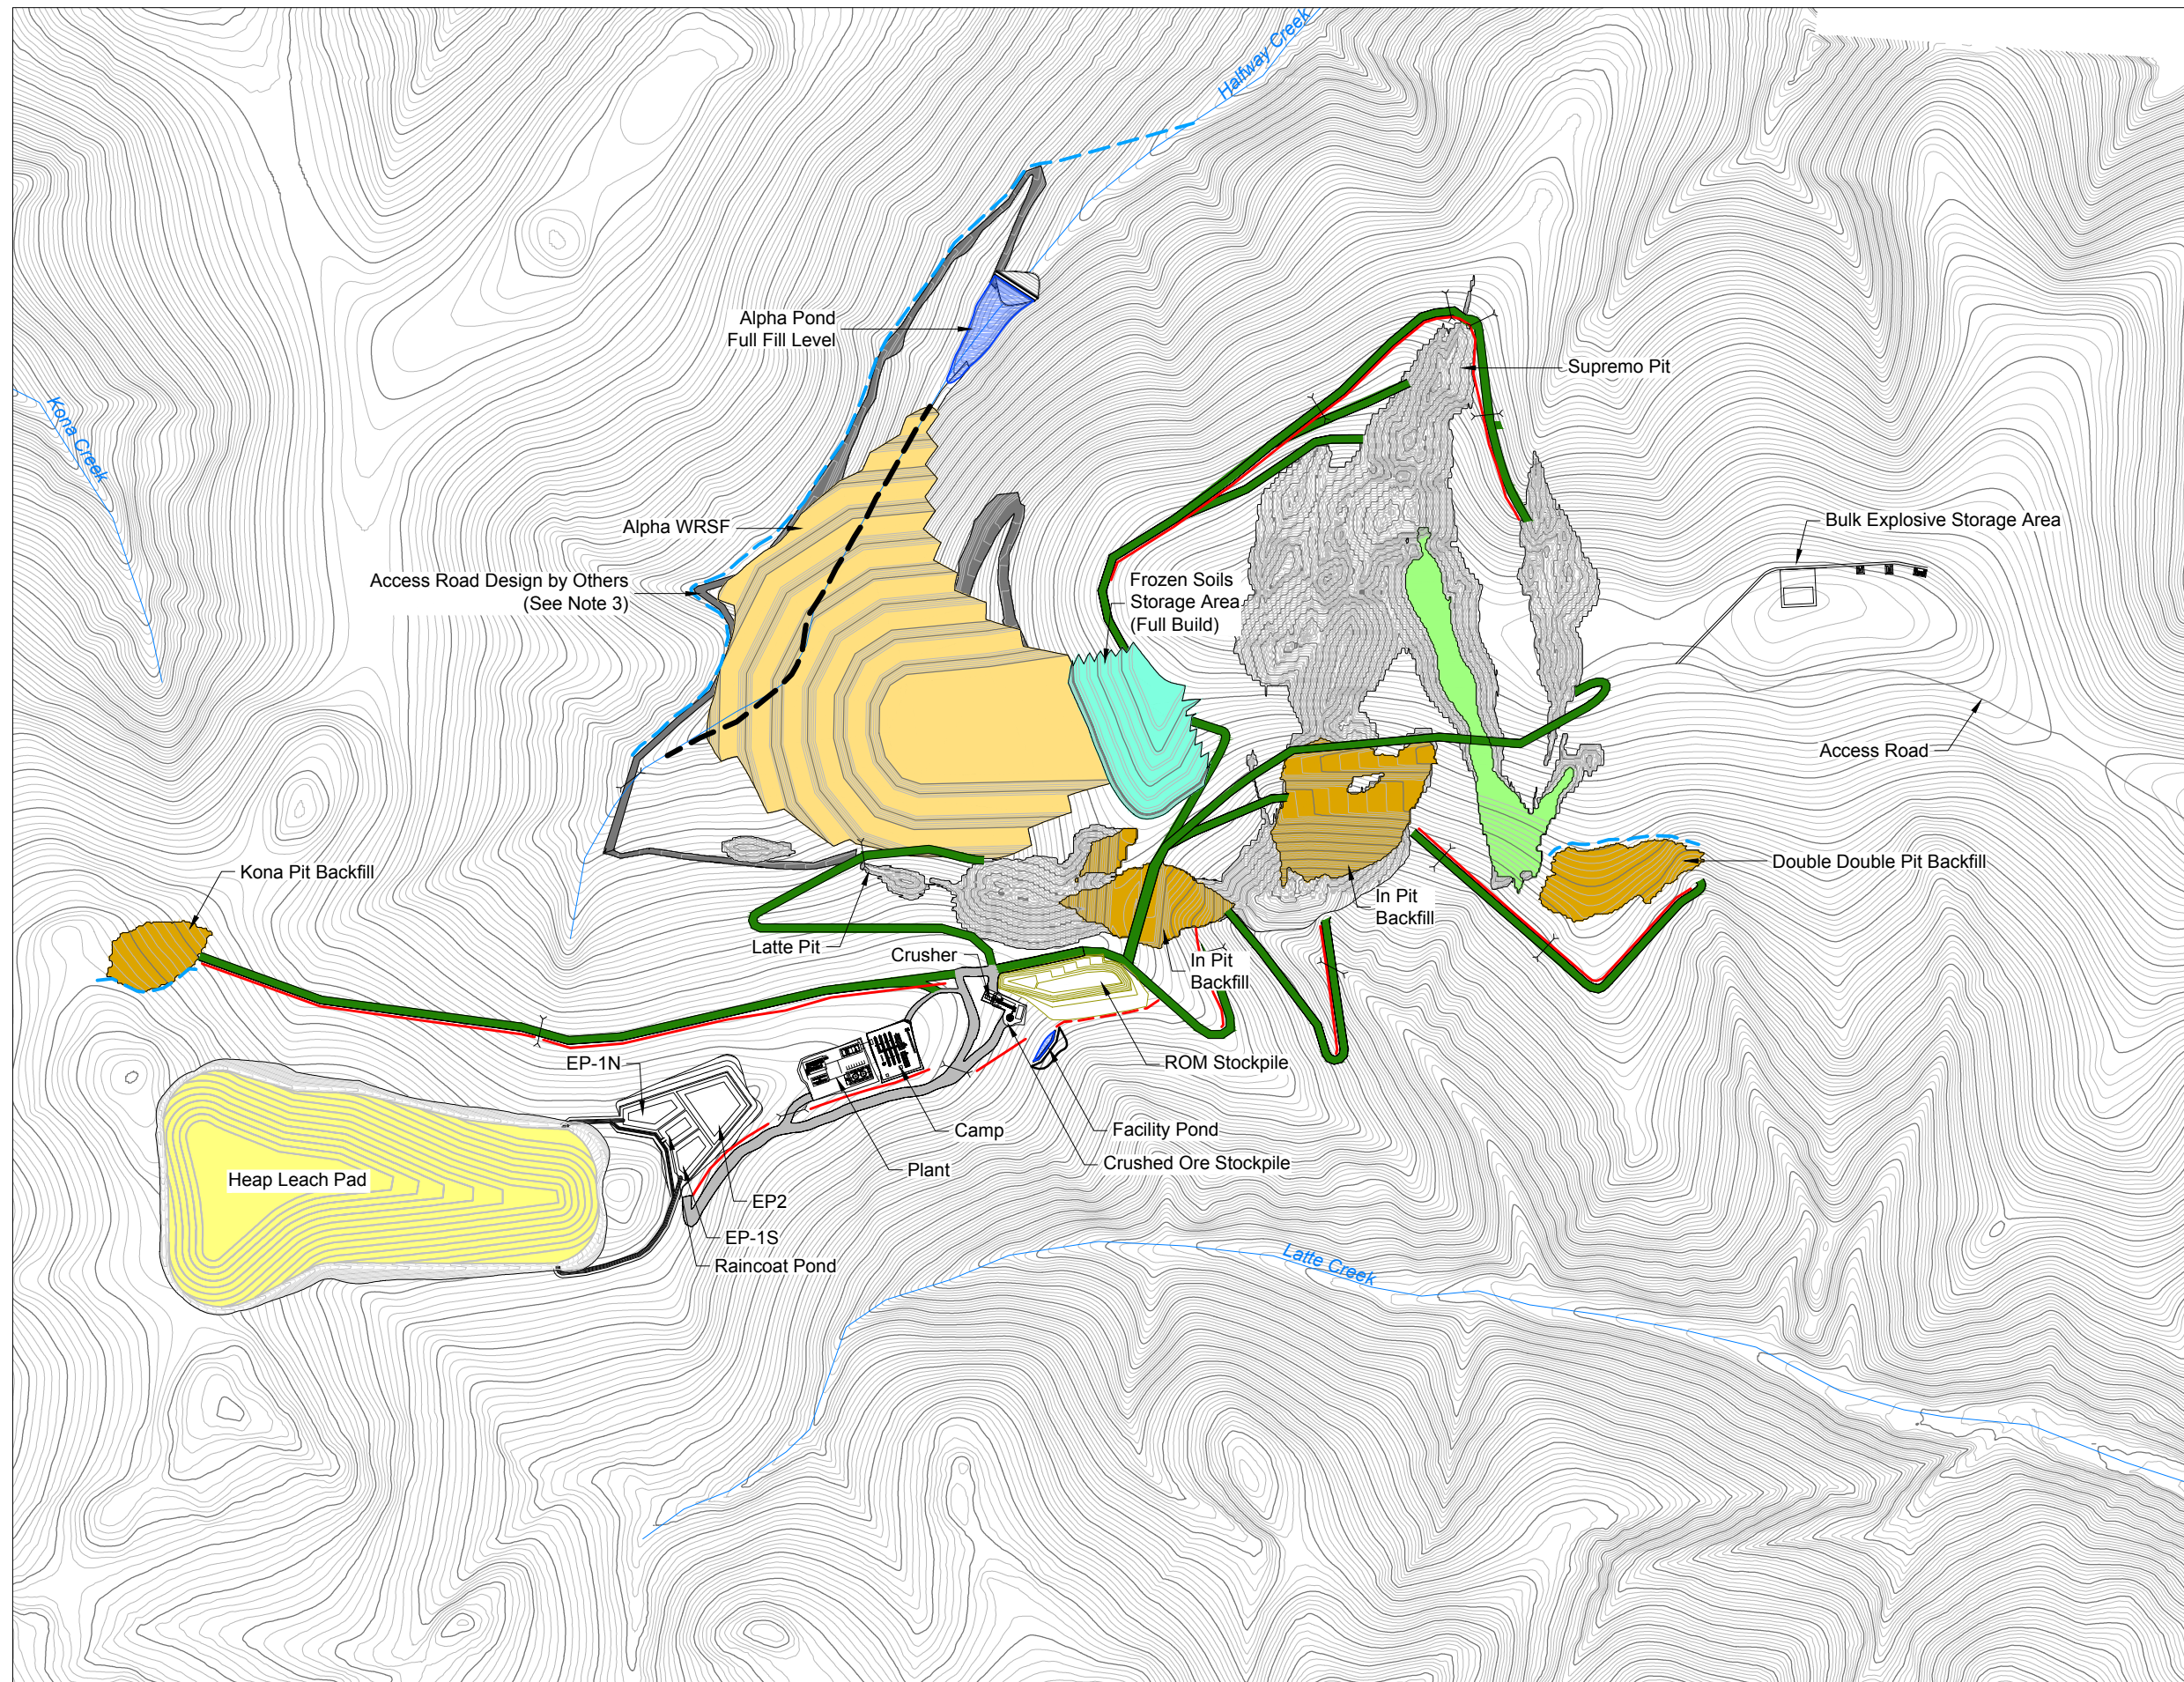 Halfway Creek
Alpha Pond
Full Fill Level
Supremo Pit
Kona Creek
Alpha WRSF
Bulk Explosive Storage Area
Access Road Design by Others
(See Note 3)
Frozen Soils
Storage Area
(Full Build)
Access Road
Kona Pit Backfill
Double Double Pit Backfill
In Pit
Backfill
Latte Pit
Crusher
In Pit
Backfill
EP-1N
ROM Stockpile
Camp
Facility Pond
Plant
Crushed Ore Stockpile
Heap Leach Pad
EP2
EP-1S
Raincoat Pond
Latte Creek